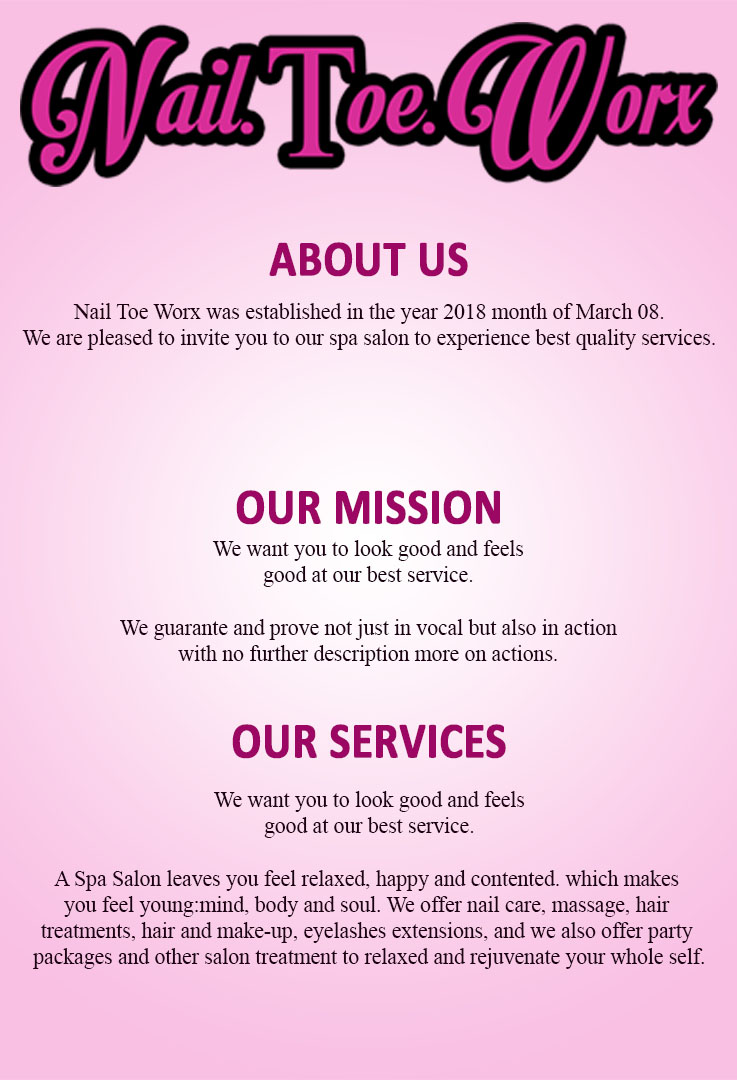 Nail.Toe.Worx
ABOUT US
Nail Toe Worx was established in the year 2018 month of March 08.
We are pleased to invite you to our spa salon to experience best quality services.
OUR MISSION
We want you to look good and feels
good at our best service.
We guarante and prove not just in vocal but also in action
with no further description more on actions.
OUR SERVICES
We want you to look good and feels
good at our best service.
A Spa Salon leaves you feel relaxed, happy and contented. which makes
you feel young:mind, body and soul. We offer nail care, massage, hair
treatments, hair and make-up, eyelashes extensions, and we also offer party
packages and other salon treatment to relaxed and rejuvenate your whole self.